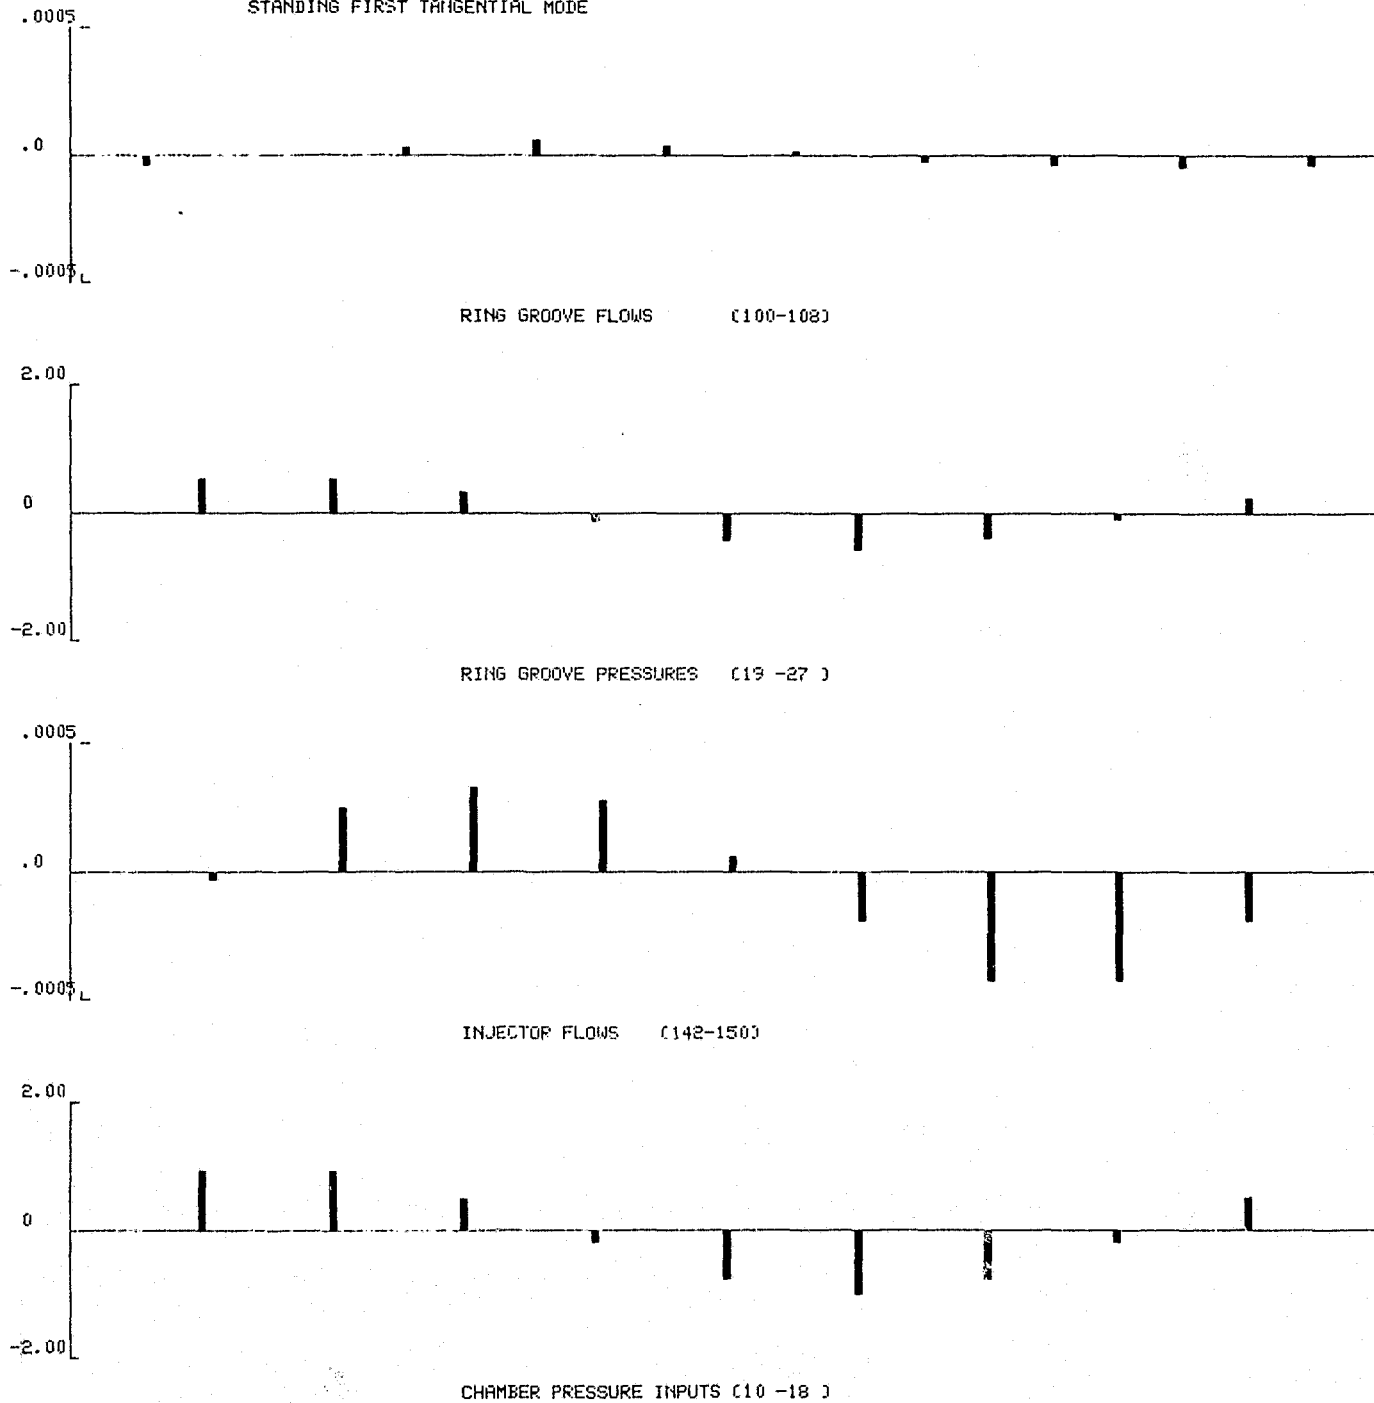 STANDING FIRST TANGENTIAL MODE
.0005
.0
-.0005
RING GROOVE FLOWS (100-108)
2.00
0
-2.00
RING GROOVE PRESSURES (19 -27 )
.0005
.0
-.0005
INJECTOR FLOWS (142-150)
2.00
0
-2.00
CHAMBER PRESSURE INPUTS (10 -18 )